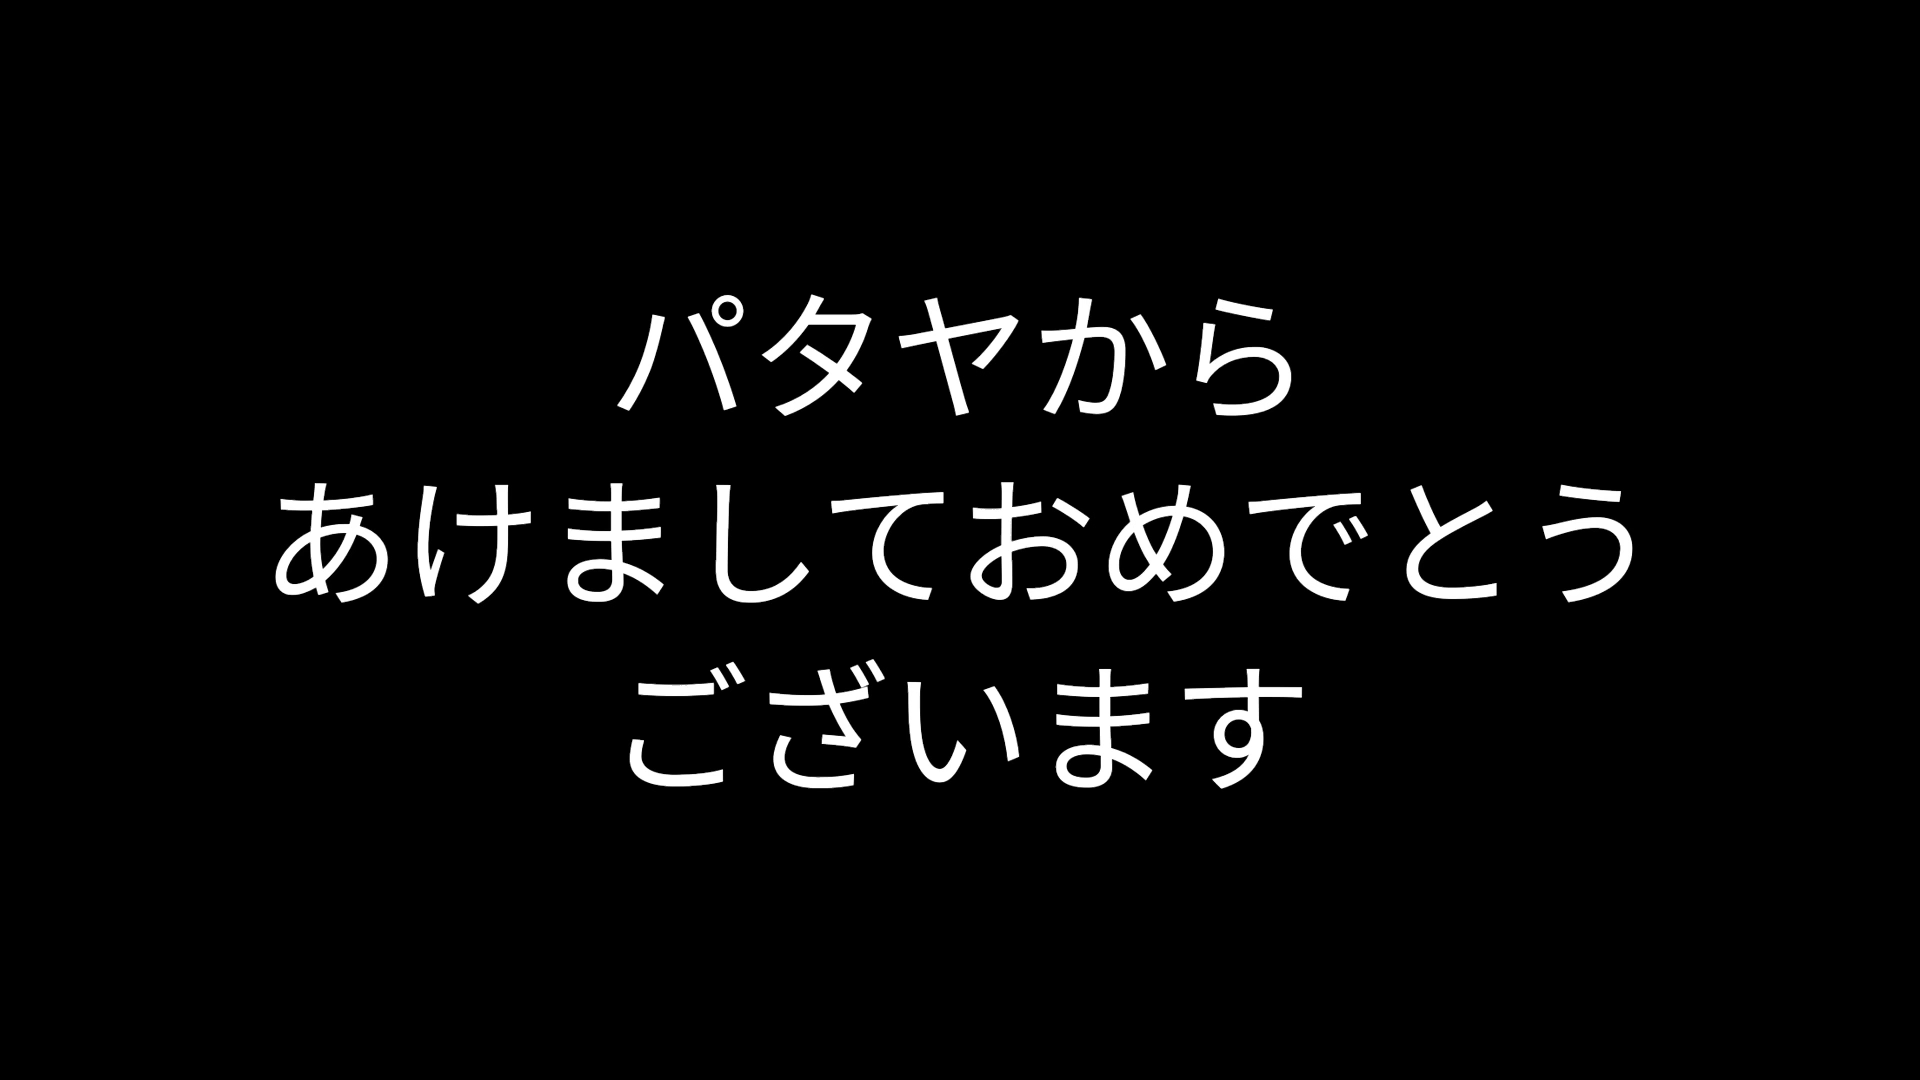 パタヤから
あけましておめでとう
ございます